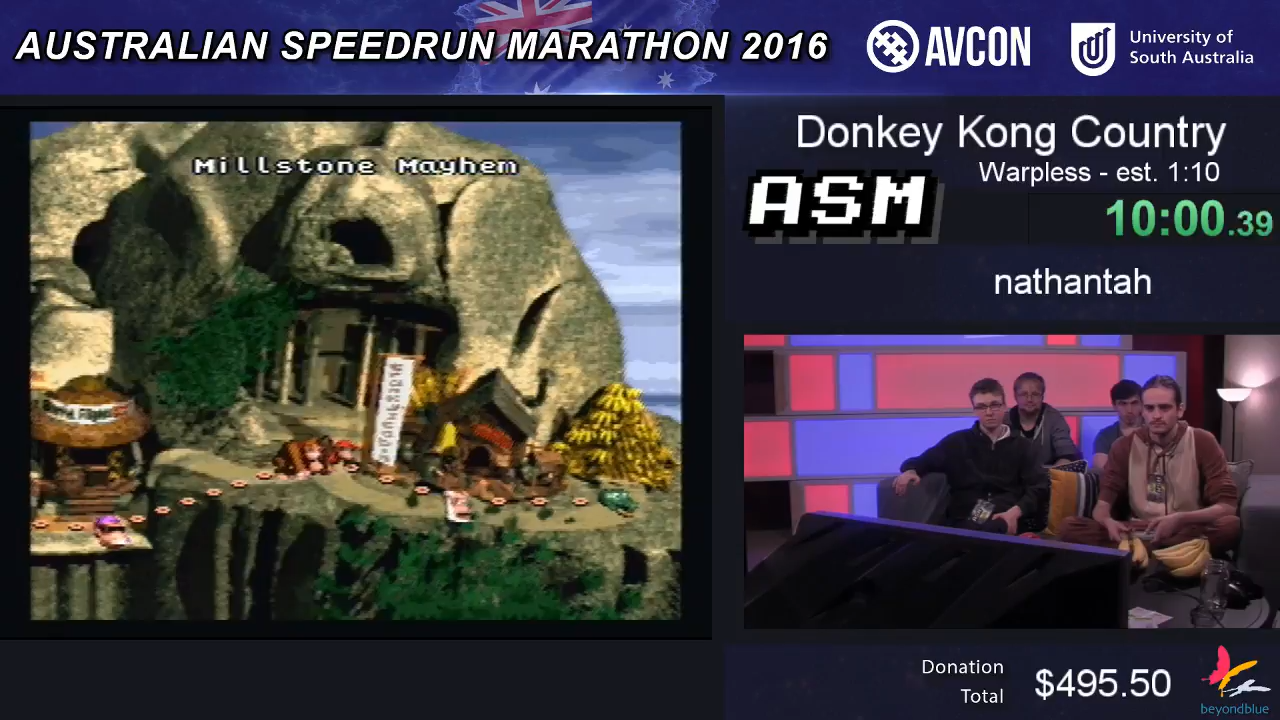 AUSTRALIAN SPEEDRUN MARATHON 2016
AVCON
University of
South Australia
Millstone Mayhem
Donkey Kong Country
Warpless - est. 1:10
ASM
10:00.39
nathantah
Donation
Total
$495.50
beyondblue